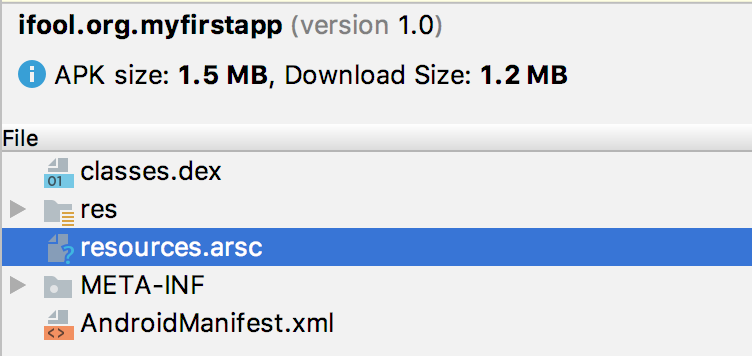 ifool.org.myfirstapp (version 1.0)
i APK size: 1.5 MB, Download Size: 1.2 MB
File
01 classes.dex
res
? resources.arsc
META-INF
<> AndroidManifest.xml